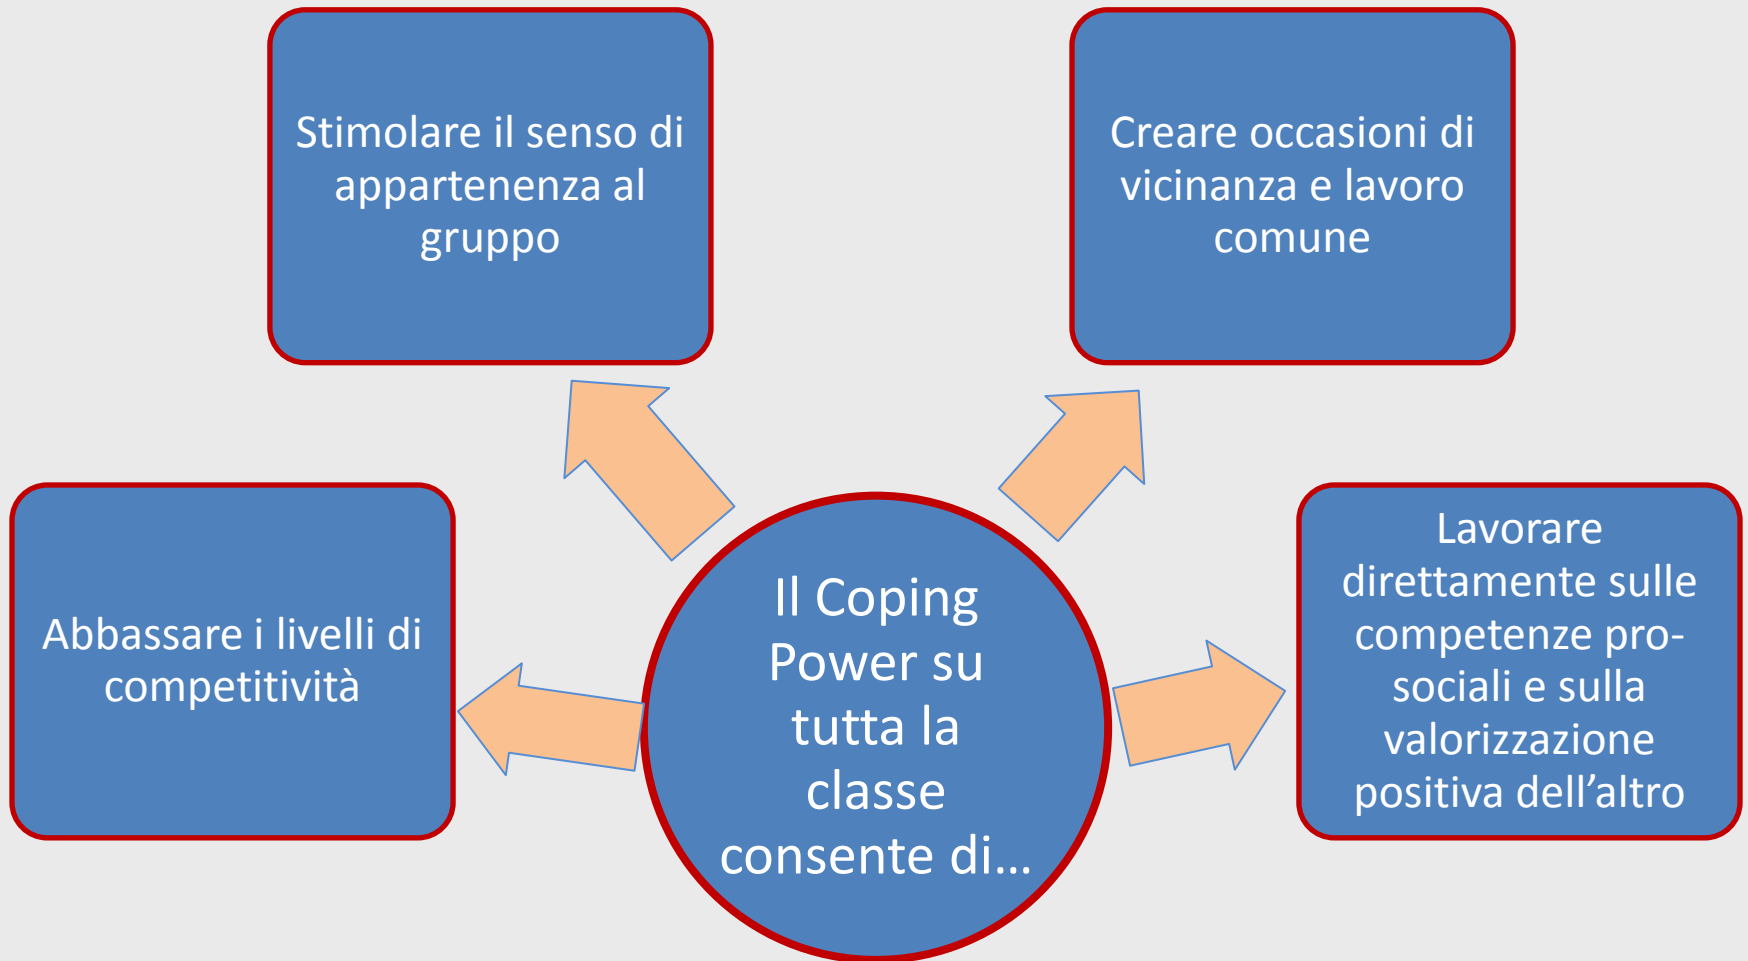 Stimolare il senso di
appartenenza al
gruppo
Creare occasioni di
vicinanza e lavoro
comune
Abbassare i livelli di
competitività
Il Coping
Power su
tutta la
classe
consente di...
Lavorare
direttamente sulle
competenze pro-
sociali e sulla
valorizzazione
positiva dell’altro